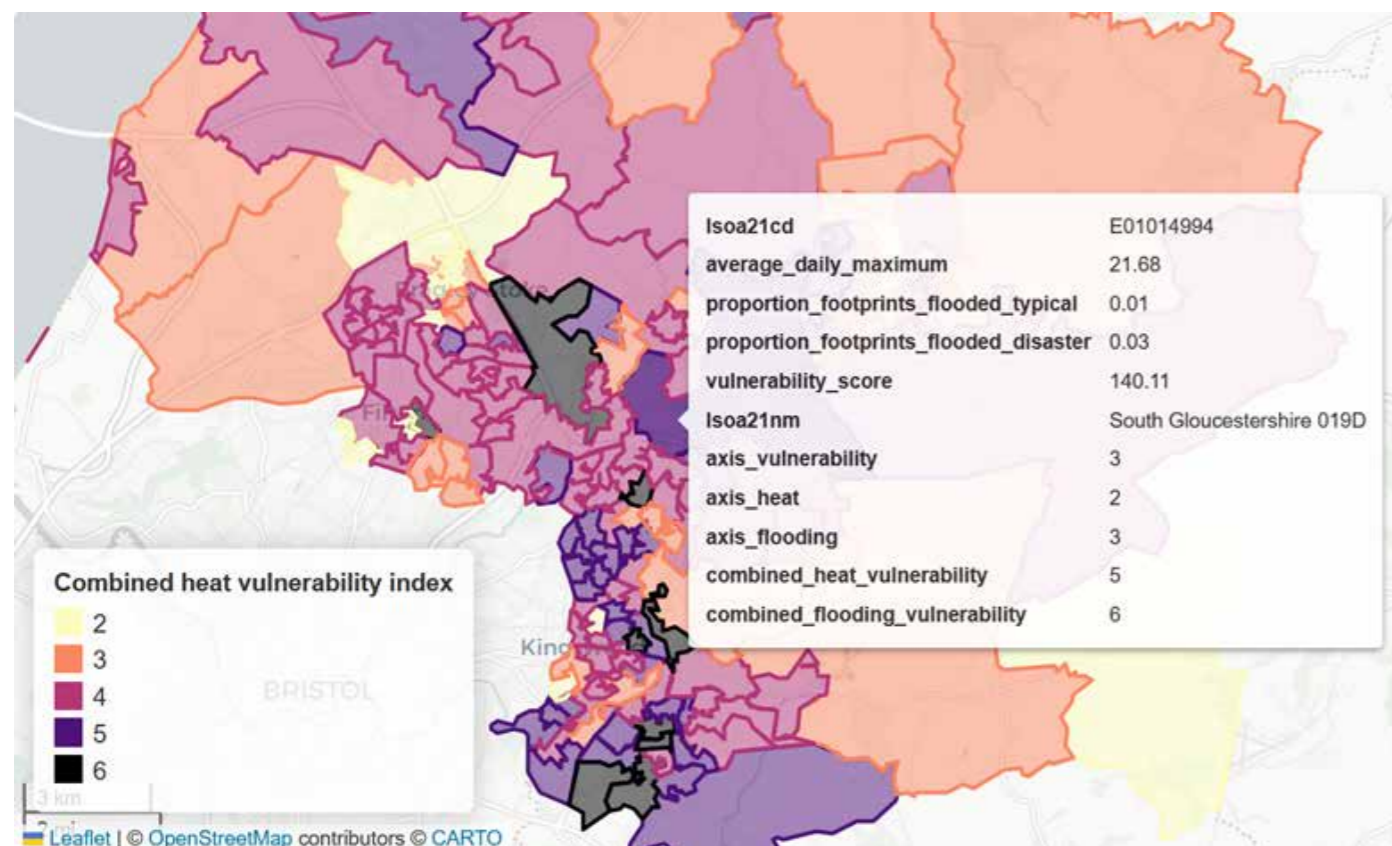 lsoa21cd E01014994
average_daily_maximum 21.68
proportion_footprints_flooded_typical 0.01
proportion_footprints_flooded_disaster 0.03
vulnerability_score 140.11
lsoa21nm South Gloucestershire 019D
axis_vulnerability 3
axis_heat 2
axis_flooding 3
combined_heat_vulnerability 5
combined_flooding_vulnerability 6
Combined heat vulnerability index
2
3
4
5
6
BRISTOL
3 km
Leaflet | © OpenStreetMap contributors © CARTO